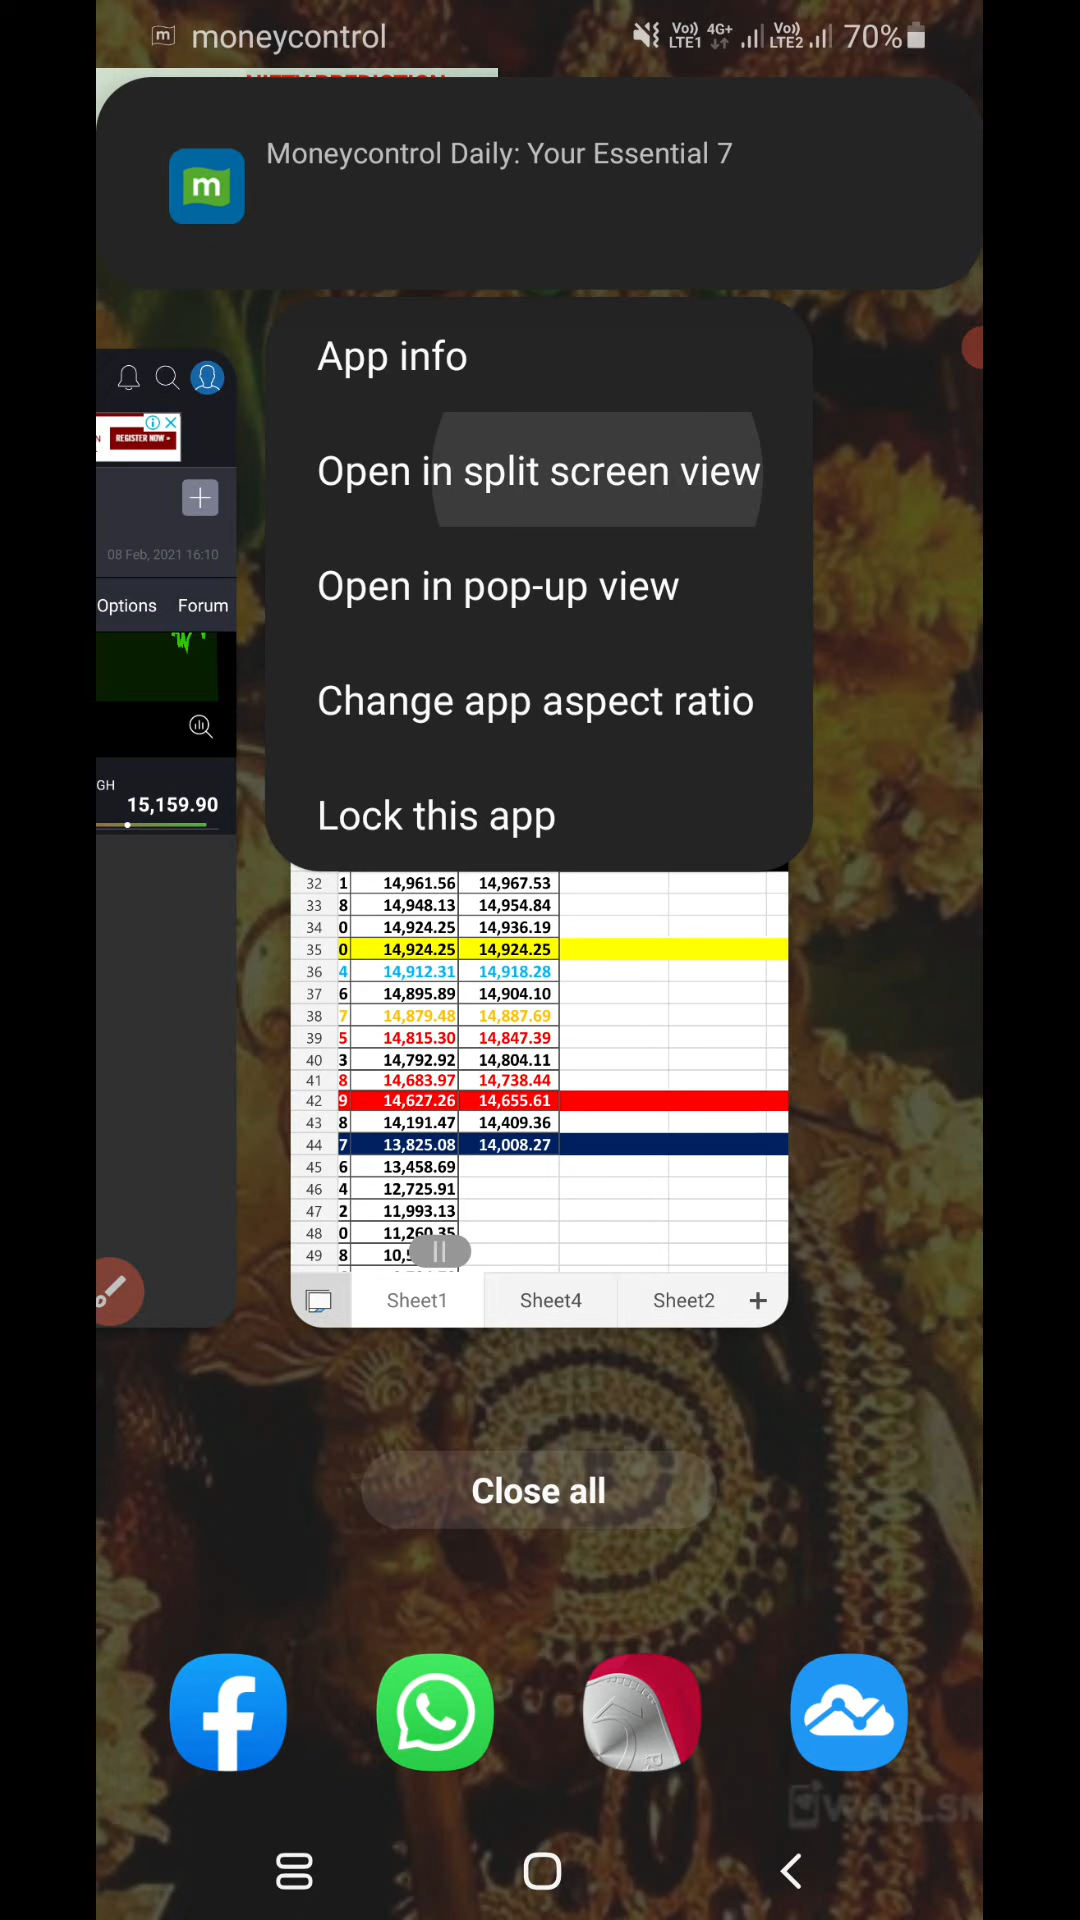 moneycontrol
Vo)) 4G+ Vo))
LTE1 LTE2 70%
NIFTY PREDICTION
Moneycontrol Daily: Your Essential 7
m
App info
Open in split screen view
Open in pop-up view
Change app aspect ratio
Lock this app
N REGISTER NOW
08 Feb, 2021 16:10
Options Forum
GH
15,159.90
32 1 14,961.56 14,967.53
33 8 14,948.13 14,954.84
34 0 14,924.25 14,936.19
35 0 14,924.25 14,924.25
36 4 14,912.31 14,918.28
37 6 14,895.89 14,904.10
38 7 14,879.48 14,887.69
39 5 14,815.30 14,847.39
40 3 14,792.92 14,804.11
41 8 14,683.97 14,738.44
42 9 14,627.26 14,655.61
43 8 14,191.47 14,409.36
44 7 13,825.08 14,008.27
45 6 13,458.69
46 4 12,725.91
47 2 11,993.13
48 0 11,260.35
49 8 10,
Sheet1 Sheet4 Sheet2 +
Close all
WALLSN